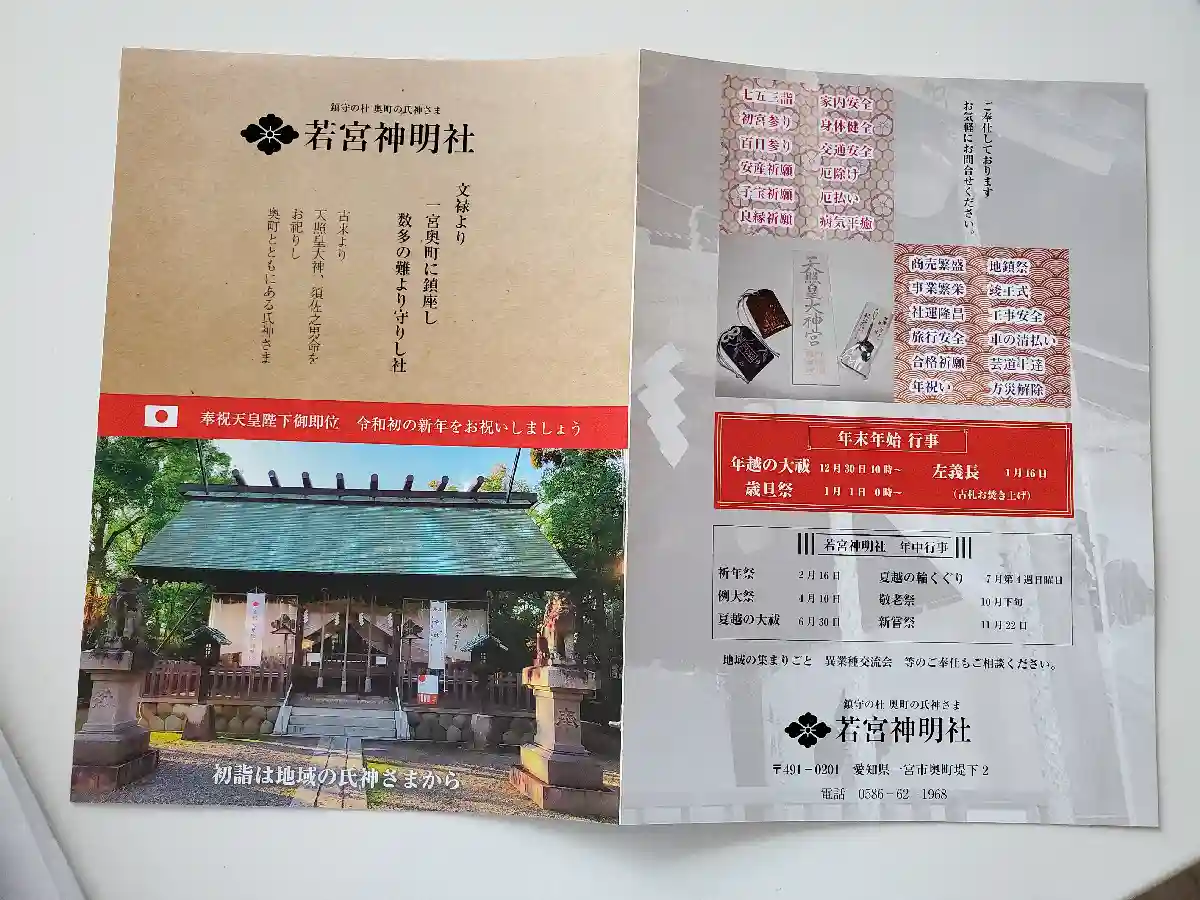 鎮守の杜 奥町の氏神さま
若宮神明社
文禄より
一宮奥町に鎮座し
数多の難より守りし社
古来より
天照皇大神、須佐之男命を
お祀りし
奥町とともにある氏神さま
奉祝天皇陛下御即位 令和初の新年をお祝いしましょう
初詣は地域の氏神さまから
ご奉仕しております
お気軽にお問合せください。
七五三詣 家内安全
初宮参り 身体健全
百日参り 交通安全
安産祈願 厄除け
子宝祈願 厄払い
良縁祈願 病気平癒
天照皇大神宮
商売繁盛 地鎮祭
事業繁栄 竣工式
社運隆昌 工事安全
旅行安全 車の清払い
合格祈願 芸道上達
年祝い 方災解除
年末年始 行事
年越の大祓 12月30日10時~ 左義長 1月16日
歳旦祭 1月 1日 0時~ (古札お焚き上げ)
若宮神明社 年中行事
祈年祭 2月16日 夏越の輪くぐり 7月第4週日曜日
例大祭 4月10日 敬老祭 10月下旬
夏越の大祓 6月30日 新嘗祭 11月22日
地域の集まりごと 異業種交流会 等のご奉仕もご相談ください。
鎮守の杜 奥町の氏神さま
若宮神明社
〒491-0201 愛知県一宮市奥町堤下2
電話 0586-62-1968